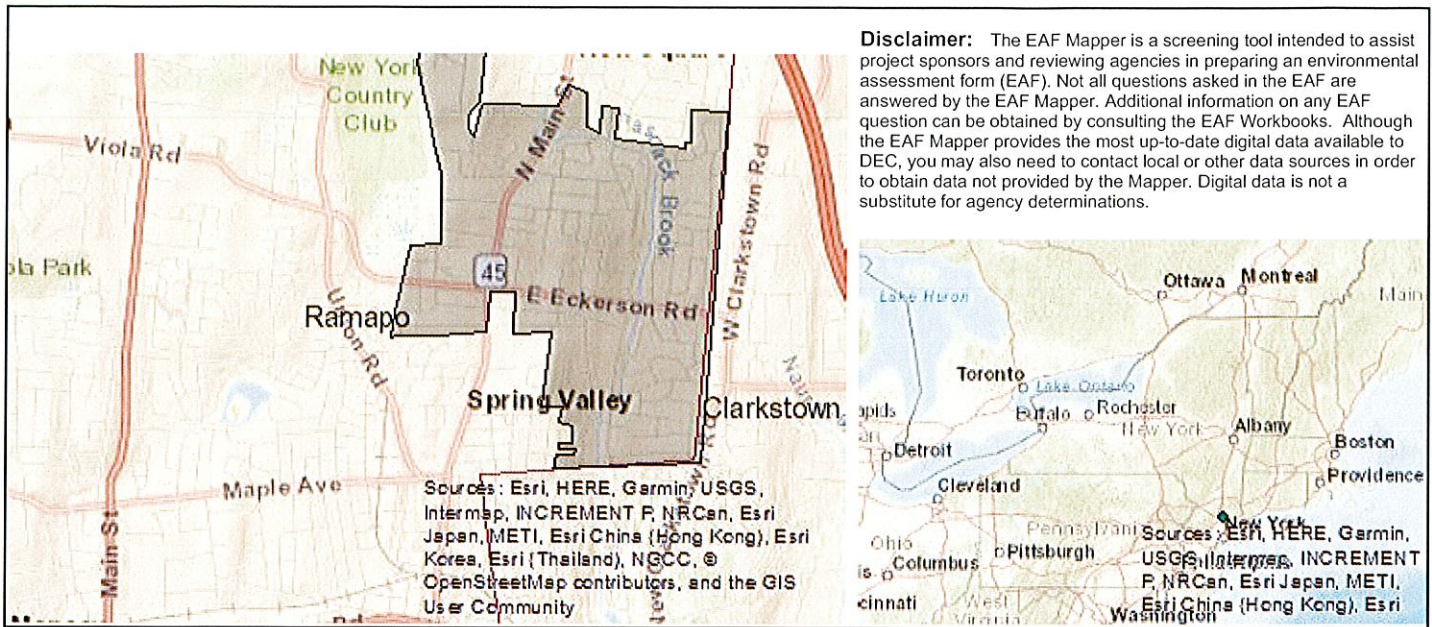 Disclaimer: The EAF Mapper is a screening tool intended to assist
project sponsors and reviewing agencies in preparing an environmental
assessment form (EAF). Not all questions asked in the EAF are
answered by the EAF Mapper. Additional information on any EAF
question can be obtained by consulting the EAF Workbooks. Although
the EAF Mapper provides the most up-to-date digital data available to
DEC, you may also need to contact local or other data sources in order
to obtain data not provided by the Mapper. Digital data is not a
substitute for agency determinations.
New York
Country
Club
Viola Rd
N Main St
Brook
W Clarkstown Rd
ola Park
45
E Eckerson Rd
Ramapo
Union Rd
Spring Valley
Clarkstown
Maple Ave
Main St
Rd
Sources: Esri, HERE, Garmin, USGS,
Intermap, INCREMENT P, NRCan, Esri
Japan, METI, Esri China (Hong Kong), Esri
Korea, Esri (Thailand), NGCC, ©
OpenStreetMap contributors, and the GIS
User Community
Ottawa
Montreal
Main
Lake Huron
Toronto
Lake Ontario
apids
Buffalo
Rochester
New York
Albany
Detroit
Boston
Providence
Cleveland
New York
Pennsylvania
Ohio
Pittsburgh
is
Columbus
cinnati
West
Virginia
Washington
Sources: Esri, HERE, Garmin,
USGS, Intermap, INCREMENT
P, NRCan, Esri Japan, METI,
Esri China (Hong Kong), Esri